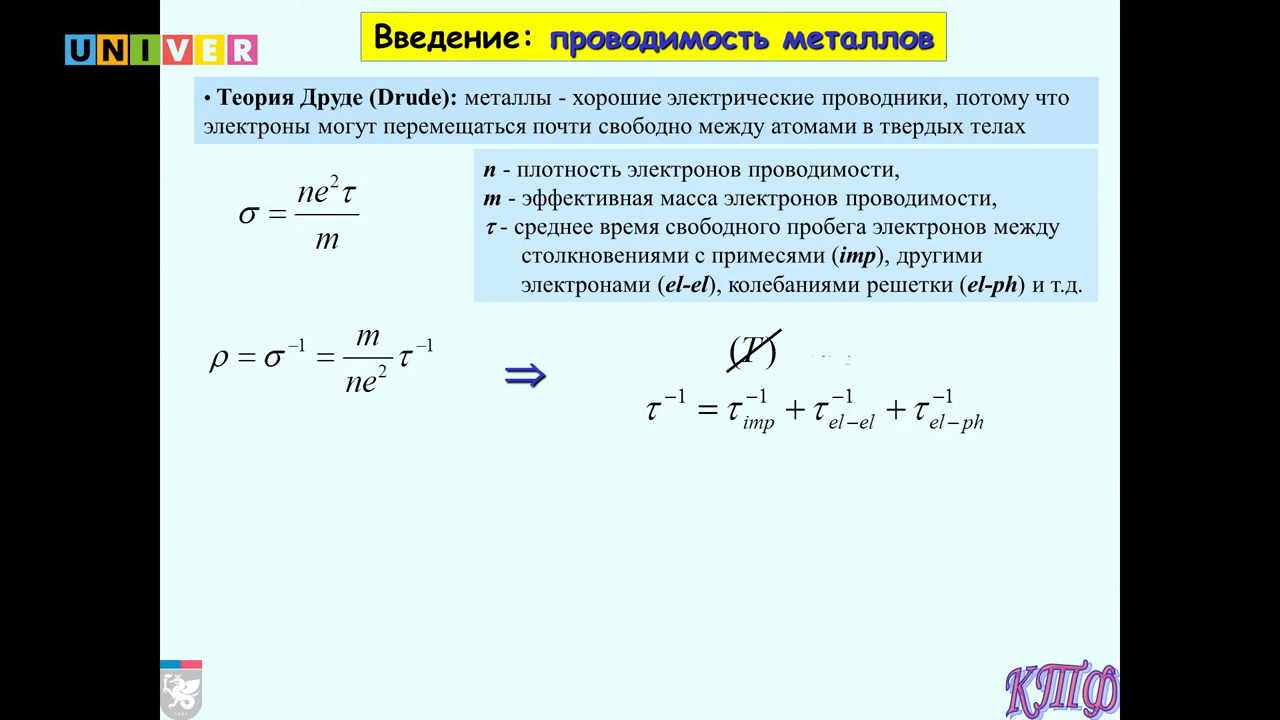 UNIVER
Введение: проводимость металлов
• Теория Друде (Drude): металлы - хорошие электрические проводники, потому что
электроны могут перемещаться почти свободно между атомами в твердых телах
σ = ne²τ / m
n - плотность электронов проводимости,
m - эффективная масса электронов проводимости,
τ - среднее время свободного пробега электронов между
столкновениями с примесями (imp), другими
электронами (el-el), колебаниями решетки (el-ph) и т.д.
ρ = σ⁻¹ = m / ne² τ⁻¹
⇒
(T)
τ⁻¹ = τ⁻¹imp + τ⁻¹el−el + τ⁻¹el−ph
КТФ